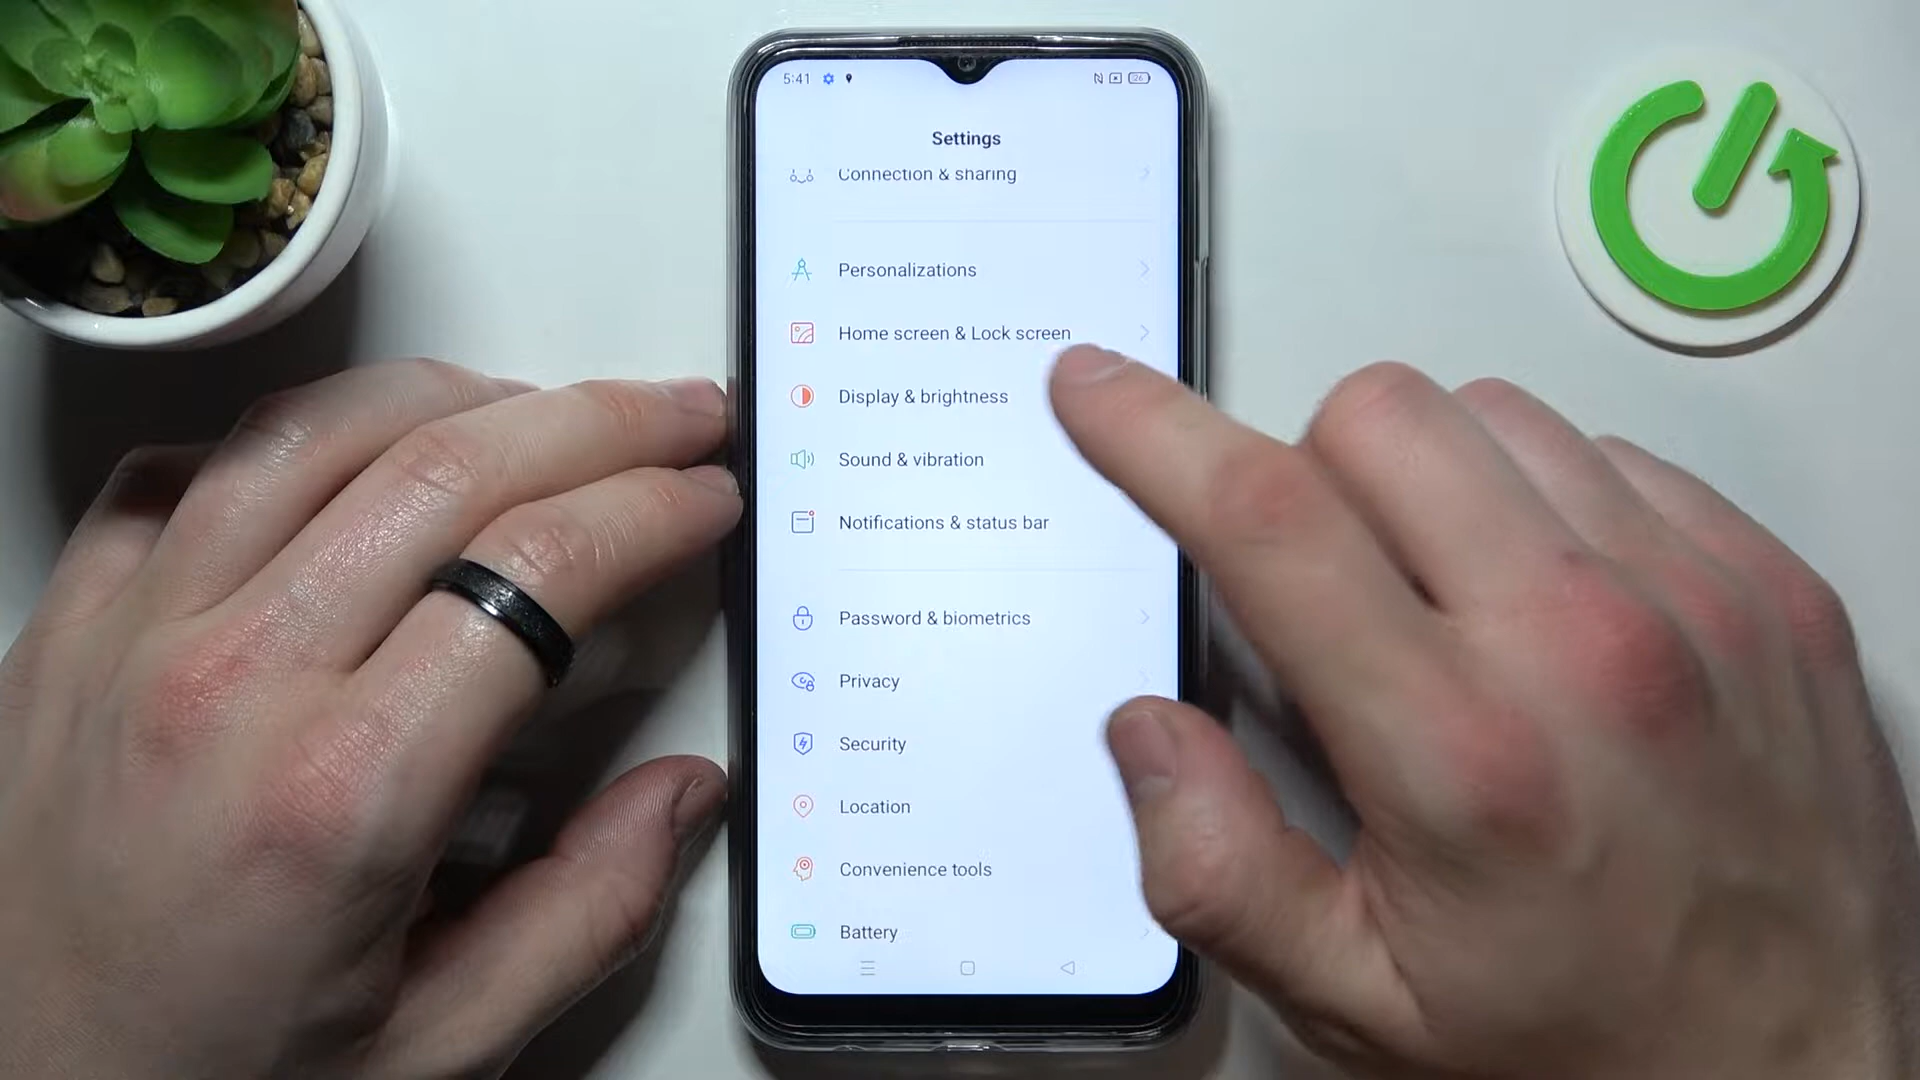 5:41
26
Settings
Connection & sharing
Personalizations
Home screen & Lock screen
Display & brightness
Sound & vibration
Notifications & status bar
Password & biometrics
Privacy
Security
Location
Convenience tools
Battery